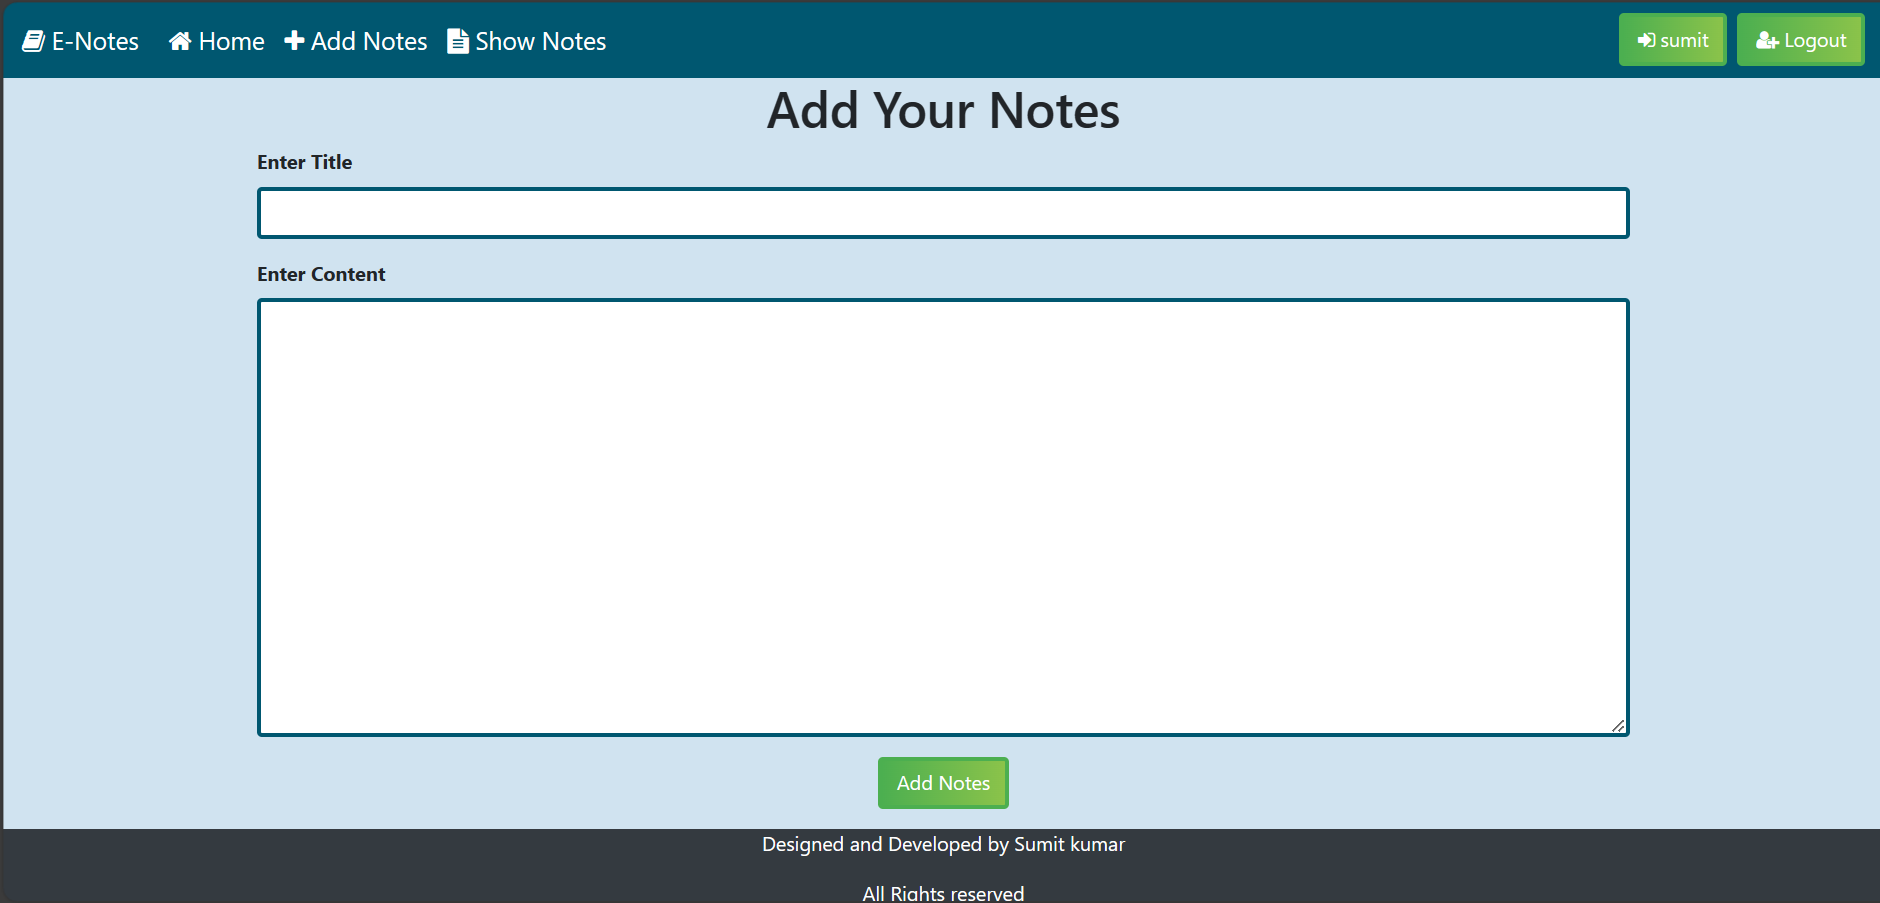 E-Notes Home Add Notes Show Notes sumit Logout
Add Your Notes
Enter Title
Enter Content
Add Notes
Designed and Developed by Sumit kumar
All Rights reserved